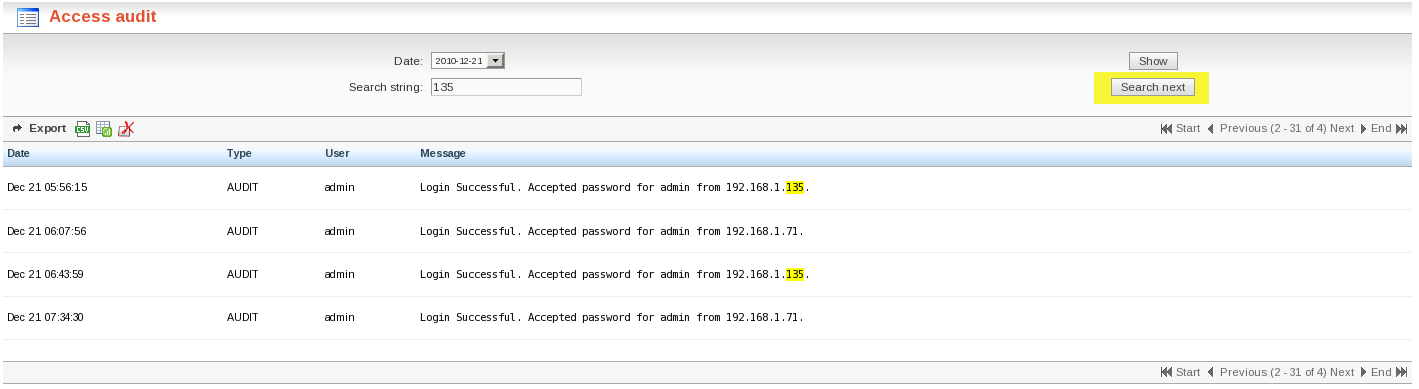 Access audit
Date: 2010-12-21 Show
Search string: 135 Search next
Export CSV Start Previous (2 - 31 of 4) Next End
Date Type User Message
Dec 21 05:56:15 AUDIT admin Login Successful. Accepted password for admin from 192.168.1.135.
Dec 21 06:07:56 AUDIT admin Login Successful. Accepted password for admin from 192.168.1.71.
Dec 21 06:43:59 AUDIT admin Login Successful. Accepted password for admin from 192.168.1.135.
Dec 21 07:34:30 AUDIT admin Login Successful. Accepted password for admin from 192.168.1.71.
Start Previous (2 - 31 of 4) Next End